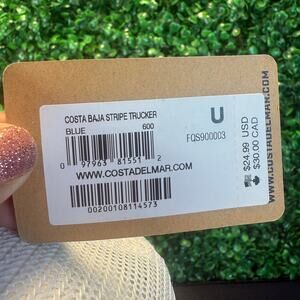 COSTA BAJA STRIPE TRUCKER
BLUE 600
U
FQS900003
0 97963 81551 2
WWW.COSTADELMAR.COM
00200108114573
$24.99 USD
$30.00 CAD
WWW.COSTADELMAR.COM